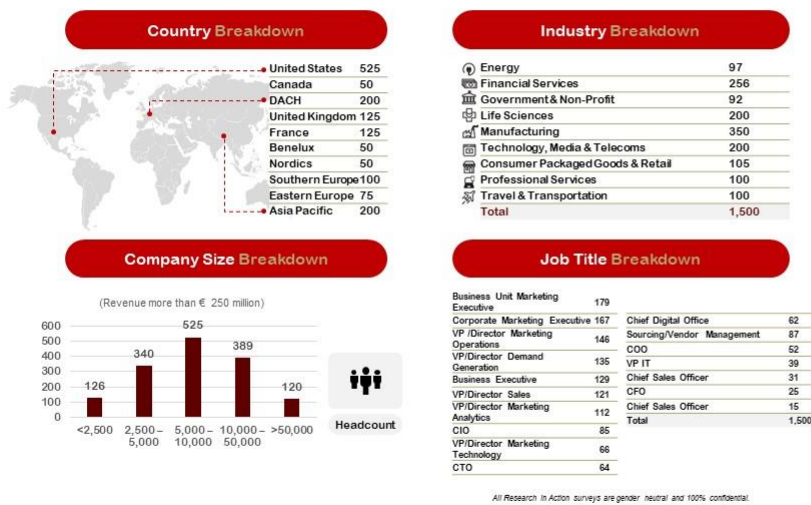 Country Breakdown
United States 525
Canada 50
DACH 200
United Kingdom 125
France 125
Benelux 50
Nordics 50
Southern Europe 100
Eastern Europe 75
Asia Pacific 200
Industry Breakdown
Energy 97
Financial Services 256
Government & Non-Profit 92
Life Sciences 200
Manufacturing 350
Technology, Media & Telecoms 200
Consumer Packaged Goods & Retail 105
Professional Services 100
Travel & Transportation 100
Total 1,500
Company Size Breakdown
(Revenue more than € 250 million)
600
500
400
300
200
100
0
126
340
525
389
120
<2,500
2,500 –
5,000
5,000 –
10,000
10,000 –
50,000
>50,000
Headcount
Job Title Breakdown
Business Unit Marketing
Executive 179
Corporate Marketing Executive 167
VP /Director Marketing
Operations 146
VP/Director Demand
Generation 135
Business Executive 129
VP/Director Sales 121
VP/Director Marketing
Analytics 112
CIO 85
VP/Director Marketing
Technology 66
CTO 64
Chief Digital Office 62
Sourcing/Vendor Management 87
COO 52
VP IT 39
Chief Sales Officer 31
CFO 25
Chief Sales Officer 15
Total 1,500
All Research In Action surveys are gender neutral and 100% confidential.